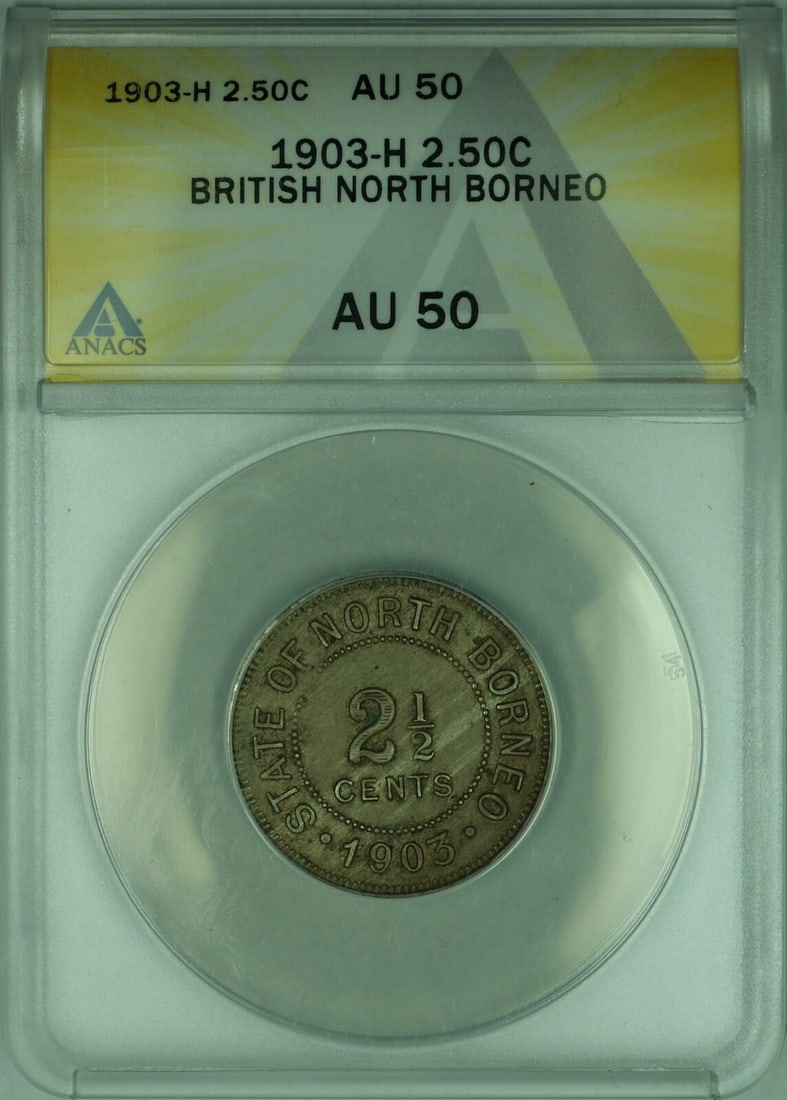 1903-H 2.50C AU 50
1903-H 2.50C
BRITISH NORTH BORNEO
AU 50
ANACS
STATE OF NORTH BORNEO
2½
CENTS
· 1903 ·